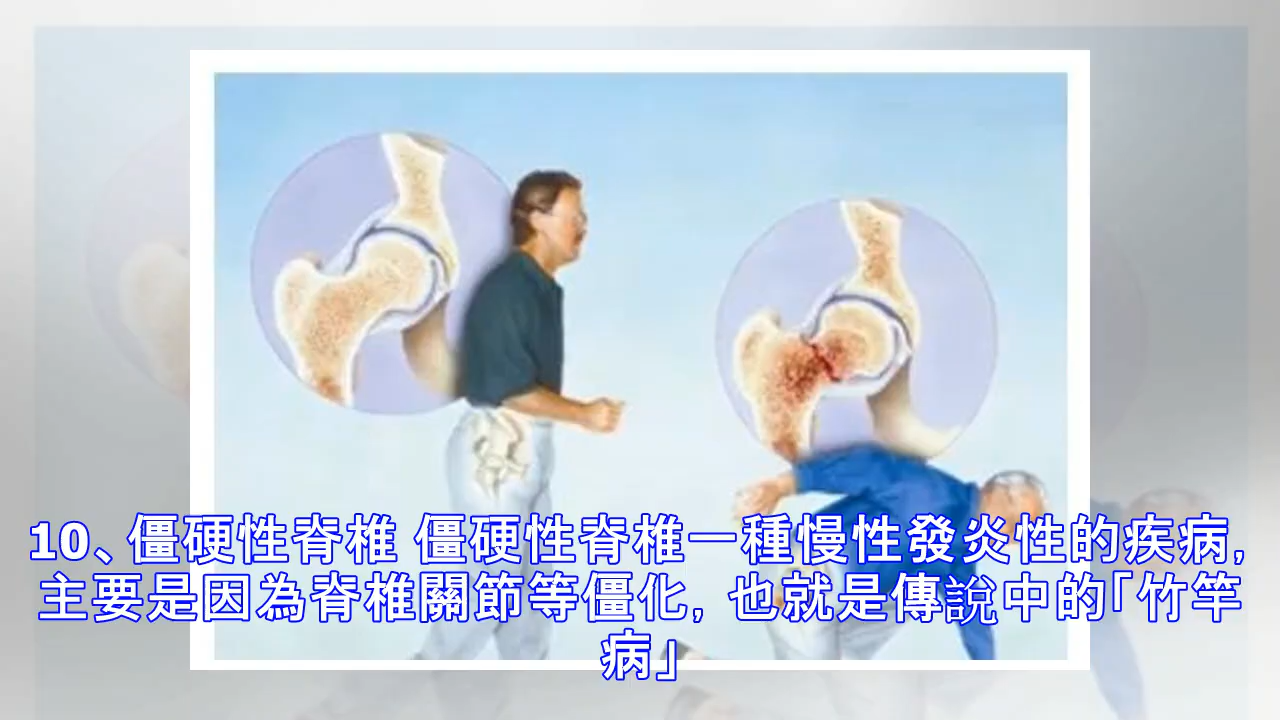 10、僵硬性脊椎 僵硬性脊椎一種慢性發炎性的疾病,
主要是因為脊椎關節等僵化, 也就是傳說中的「竹竿
病」